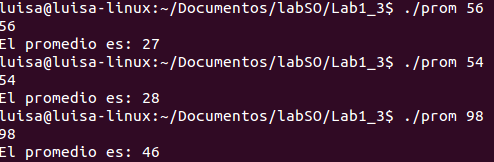 luisa@luisa-linux:~/Documentos/labSO/Lab1_3$ ./prom 56
56
El promedio es: 27
luisa@luisa-linux:~/Documentos/labSO/Lab1_3$ ./prom 54
54
El promedio es: 28
luisa@luisa-linux:~/Documentos/labSO/Lab1_3$ ./prom 98
98
El promedio es: 46